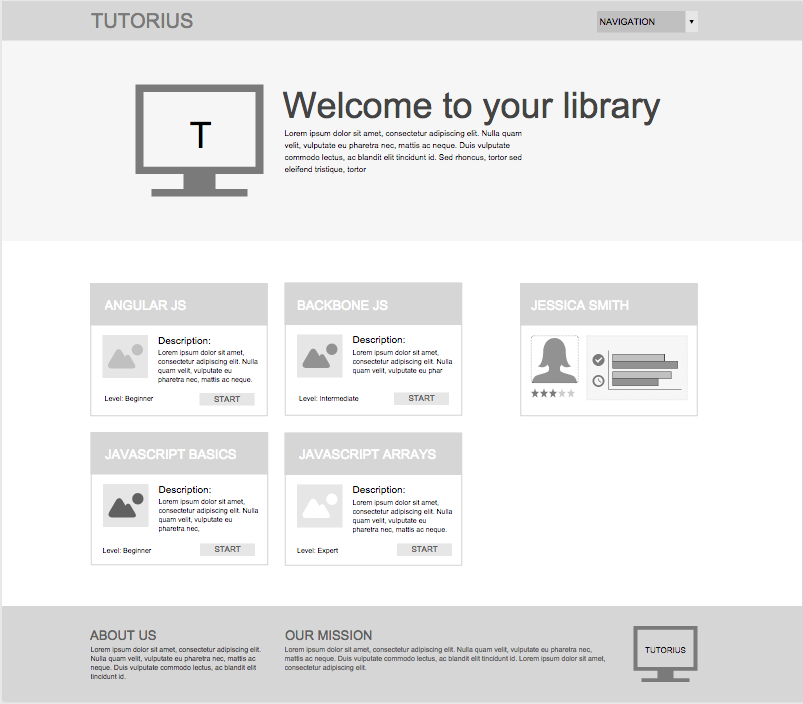 TUTORIUS
NAVIGATION
T
Welcome to your library
Lorem ipsum dolor sit amet, consectetur adipiscing elit. Nulla quam
velit, vulputate eu pharetra nec, mattis ac neque. Duis vulputate
commodo lectus, ac blandit elit tincidunt id. Sed rhoncus, tortor sed
eleifend tristique, tortor
ANGULAR JS
Description:
Lorem ipsum dolor sit amet,
consectetur adipiscing elit. Nulla
quam velit, vulputate eu
pharetra nec, mattis ac neque.
Level: Beginner
START
BACKBONE JS
Description:
Lorem ipsum dolor sit amet,
consectetur adipiscing elit. Nulla
quam velit, vulputate eu phar
Level: Intermediate
START
JESSICA SMITH
JAVASCRIPT BASICS
Description:
Lorem ipsum dolor sit amet,
consectetur adipiscing elit. Nulla
quam velit, vulputate eu
pharetra nec,
Level: Beginner
START
JAVASCRIPT ARRAYS
Description:
Lorem ipsum dolor sit amet,
consectetur adipiscing elit. Nulla
quam velit, vulputate eu
pharetra nec, mattis ac neque.
Level: Expert
START
ABOUT US
Lorem ipsum dolor sit amet, consectetur adipiscing elit.
Nulla quam velit, vulputate eu pharetra nec, mattis ac
neque. Duis vulputate commodo lectus, ac blandit elit
tincidunt id.
OUR MISSION
Lorem ipsum dolor sit amet, consectetur adipiscing elit. Nulla quam velit, vulputate eu pharetra nec,
mattis ac neque. Duis vulputate commodo lectus, ac blandit elit tincidunt id. Lorem ipsum dolor sit amet,
consectetur adipiscing elit.
TUTORIUS